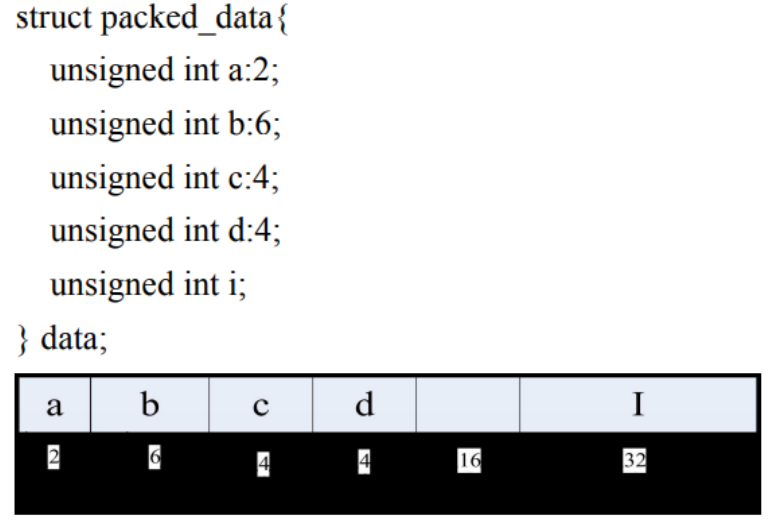 struct packed_data{
unsigned int a:2;
unsigned int b:6;
unsigned int c:4;
unsigned int d:4;
unsigned int i;
} data;
a b c d I
2 6 4 4 16 32